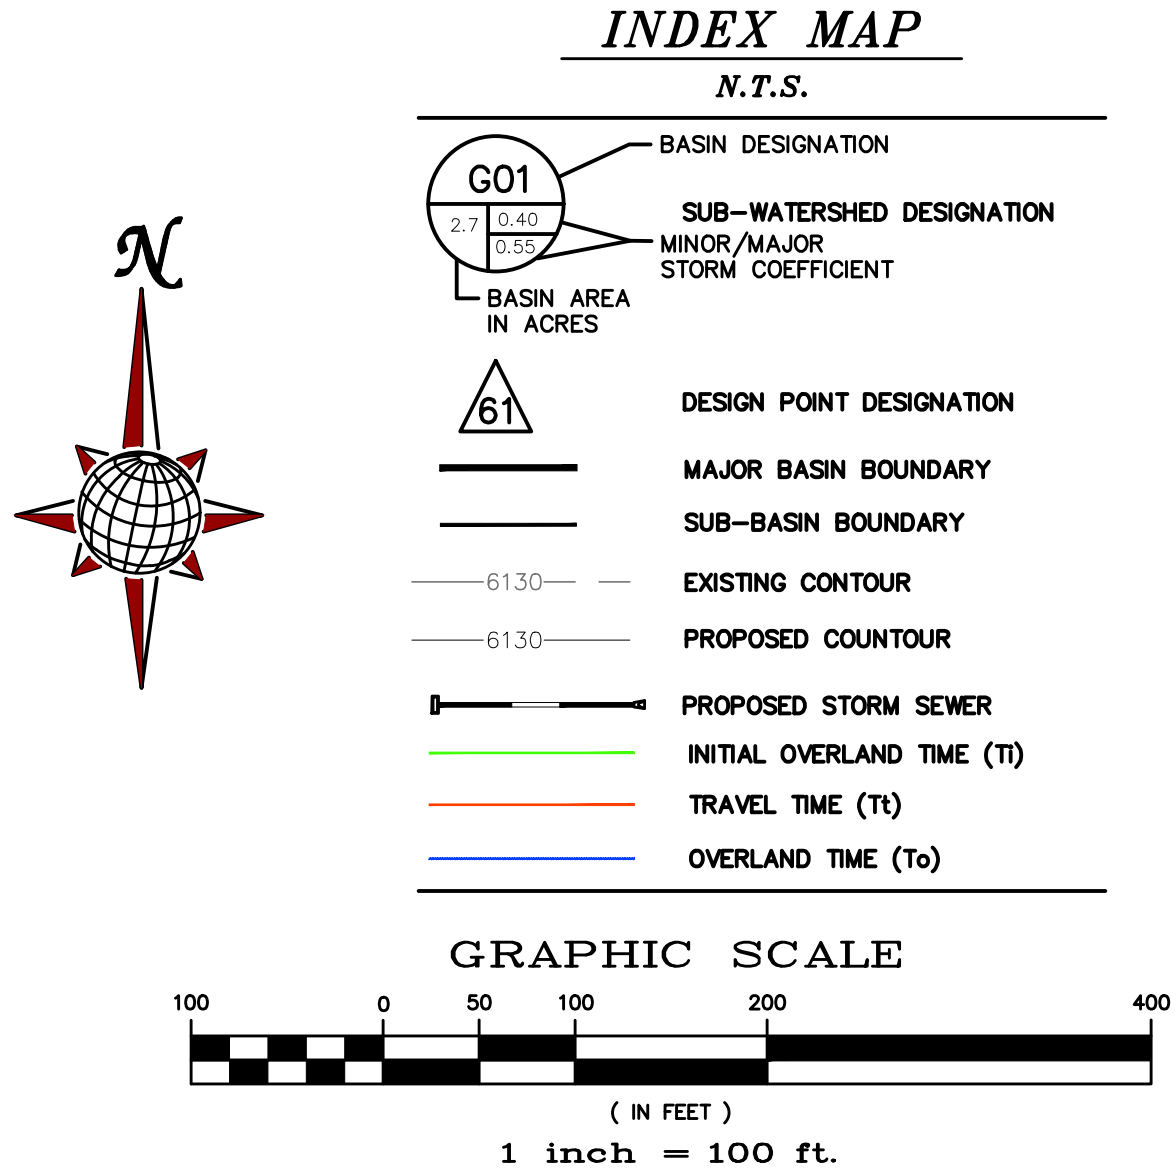 INDEX MAP
N.T.S.
BASIN DESIGNATION
G01
2.7
0.40
0.55
SUB-WATERSHED DESIGNATION
MINOR/MAJOR
STORM COEFFICIENT
BASIN AREA
IN ACRES
N
61
DESIGN POINT DESIGNATION
MAJOR BASIN BOUNDARY
SUB-BASIN BOUNDARY
6130
EXISTING CONTOUR
6130
PROPOSED COUNTOUR
PROPOSED STORM SEWER
INITIAL OVERLAND TIME (Ti)
TRAVEL TIME (Tt)
OVERLAND TIME (To)
GRAPHIC SCALE
100 0 50 100 200 400
( IN FEET )
1 inch = 100 ft.